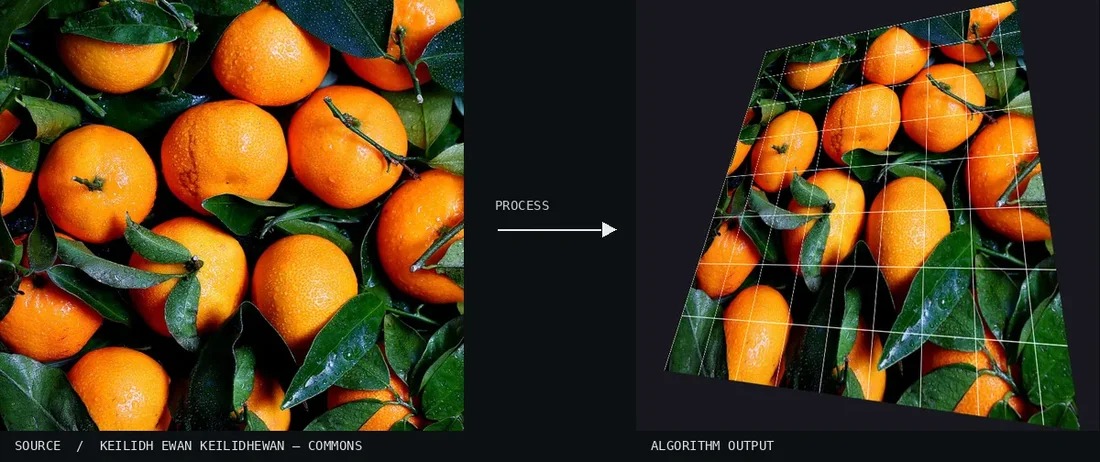 PROCESS
SOURCE / KEILIDH EWAN KEILIDHEWAN — COMMONS
ALGORITHM OUTPUT